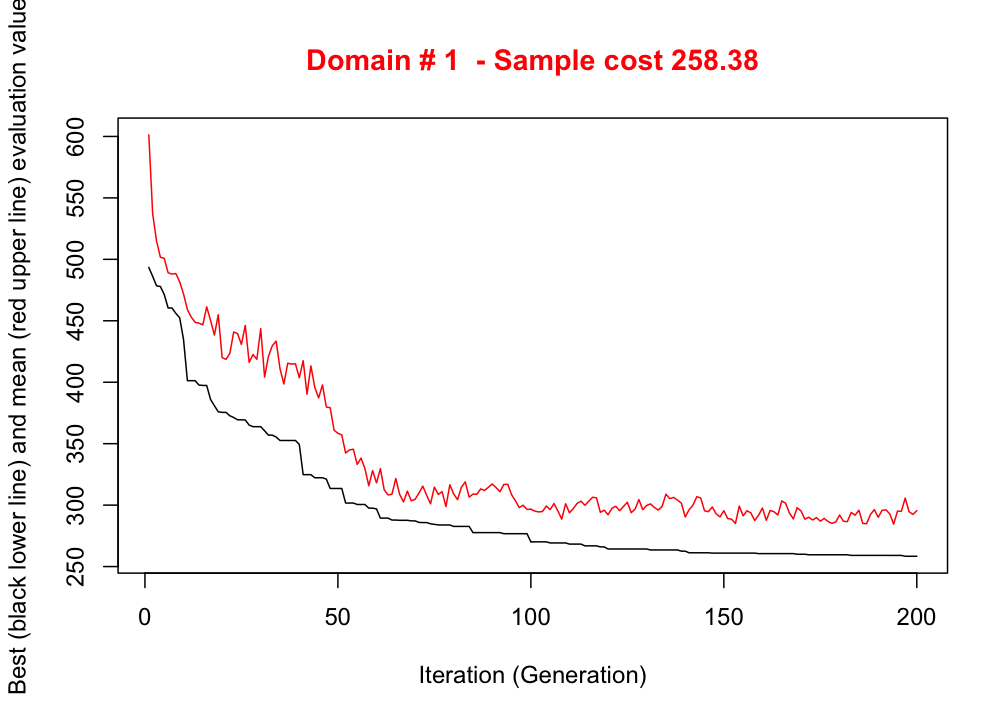 Domain # 1 - Sample cost 258.38
Best (black lower line) and mean (red upper line) evaluation value
600
550
500
450
400
350
300
250
0 50 100 150 200
Iteration (Generation)